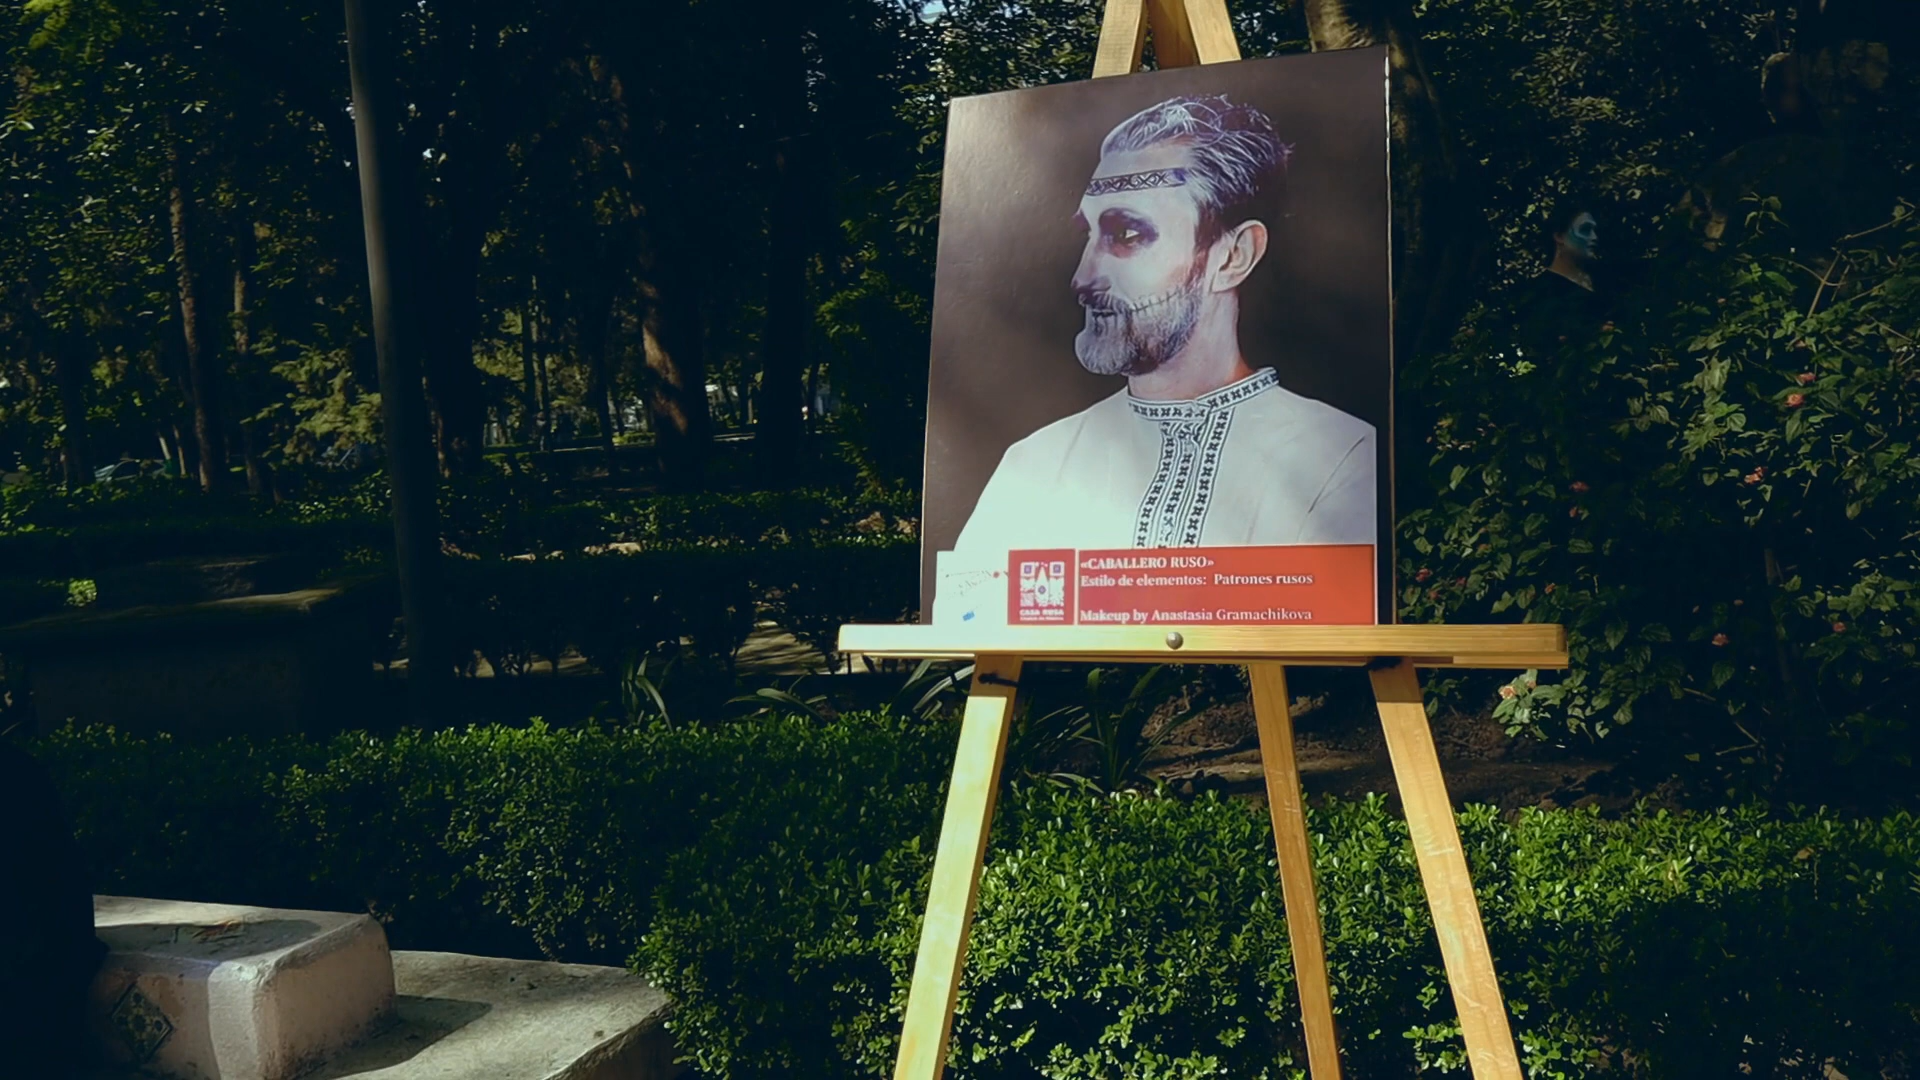 «CABALLERO RUSO»
Estilo de elementos: Patrones rusos
Makeup by Anastasia Gramachikova
CASA RUSA